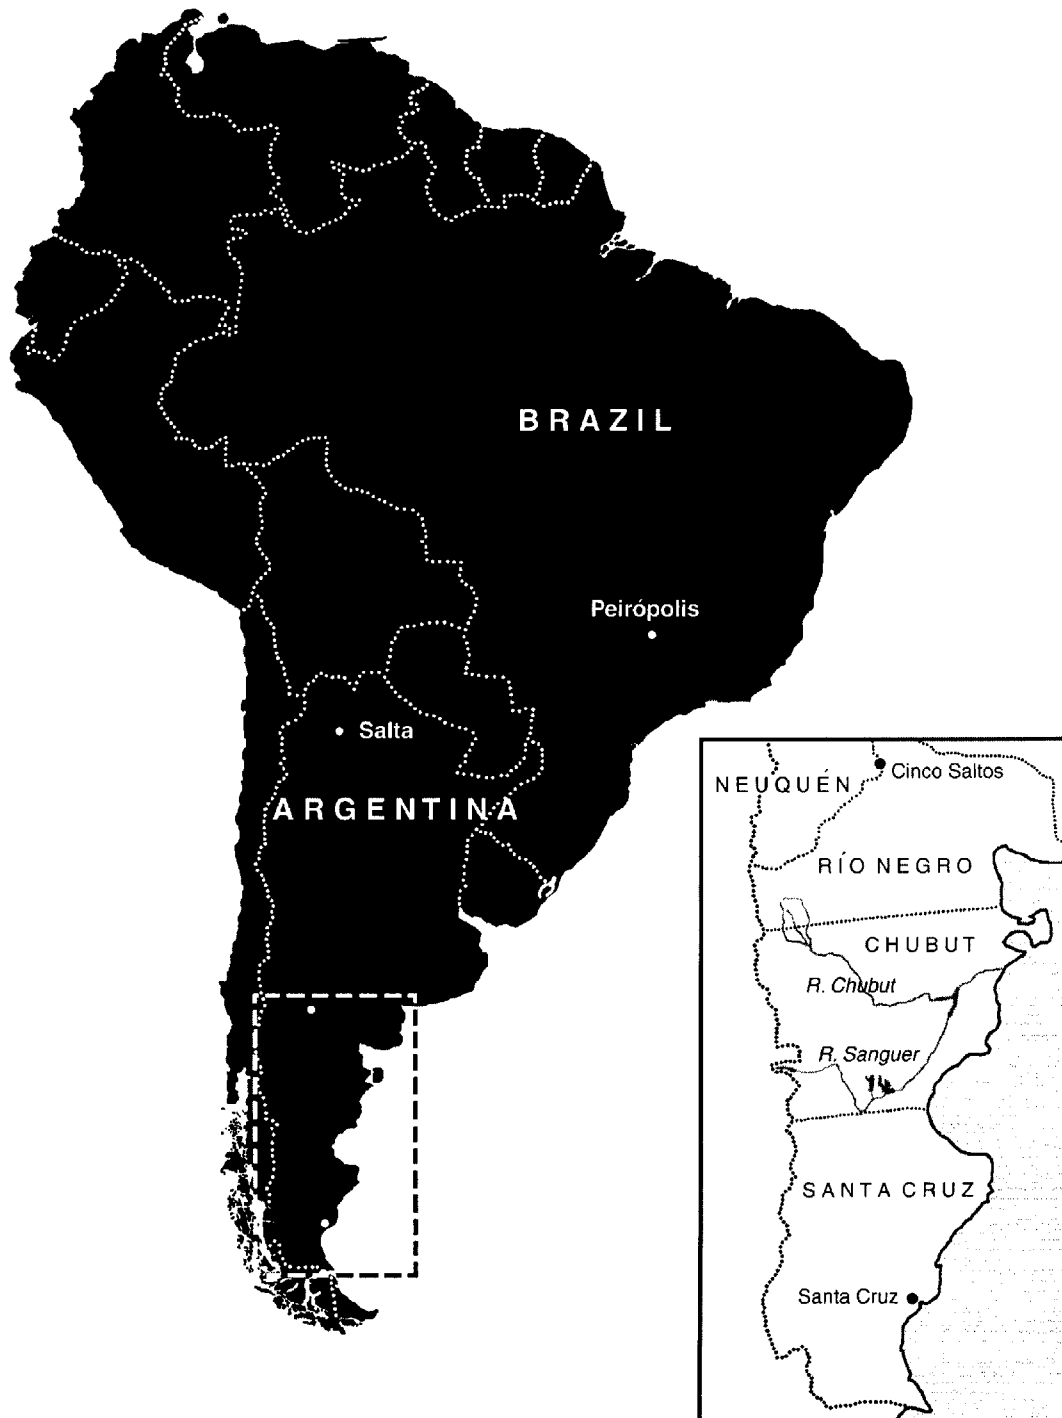 BRAZIL
Peirópolis
Salta
ARGENTINA
NEUQUÉN
Cinco Saltos
RÍO NEGRO
CHUBUT
R. Chubut
R. Sanguer
SANTA CRUZ
Santa Cruz